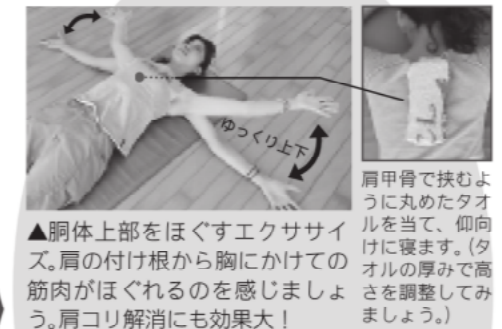 ゆっくり上下
▲胴体上部をほぐすエクササイ
ズ。肩の付け根から胸にかけての
筋肉がほぐれるのを感じましょ
う。肩コリ解消にも効果大！
肩甲骨で挟むよ
うに丸めたタオ
ルを当て、仰向
けに寝ます。(タ
オルの厚みで高
さを調整してみ
ましょう。)